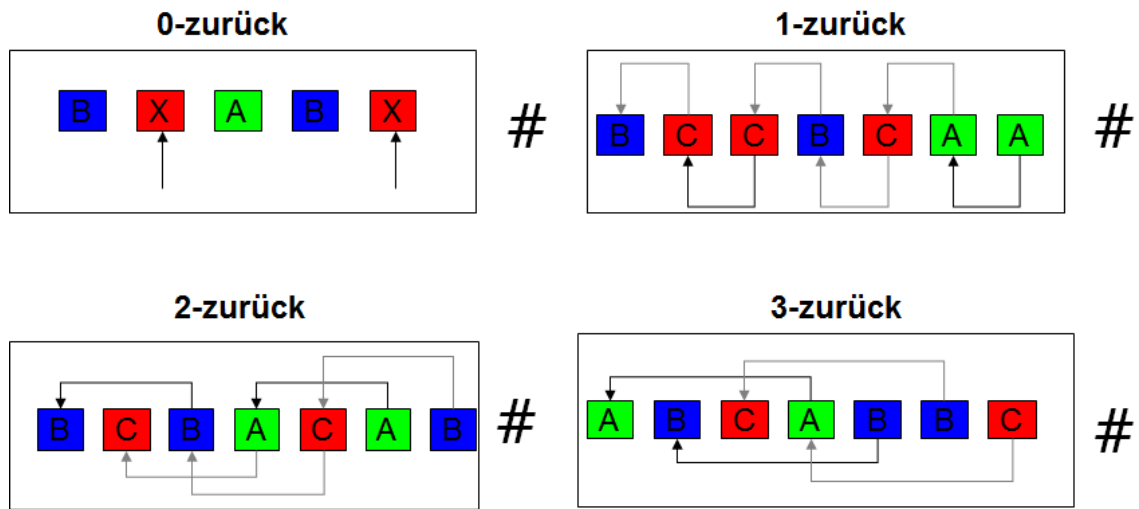 0-zurück
B X A B X #
1-zurück
B C C B C A A #
2-zurück
B C B A C A B #
3-zurück
A B C A B B C #